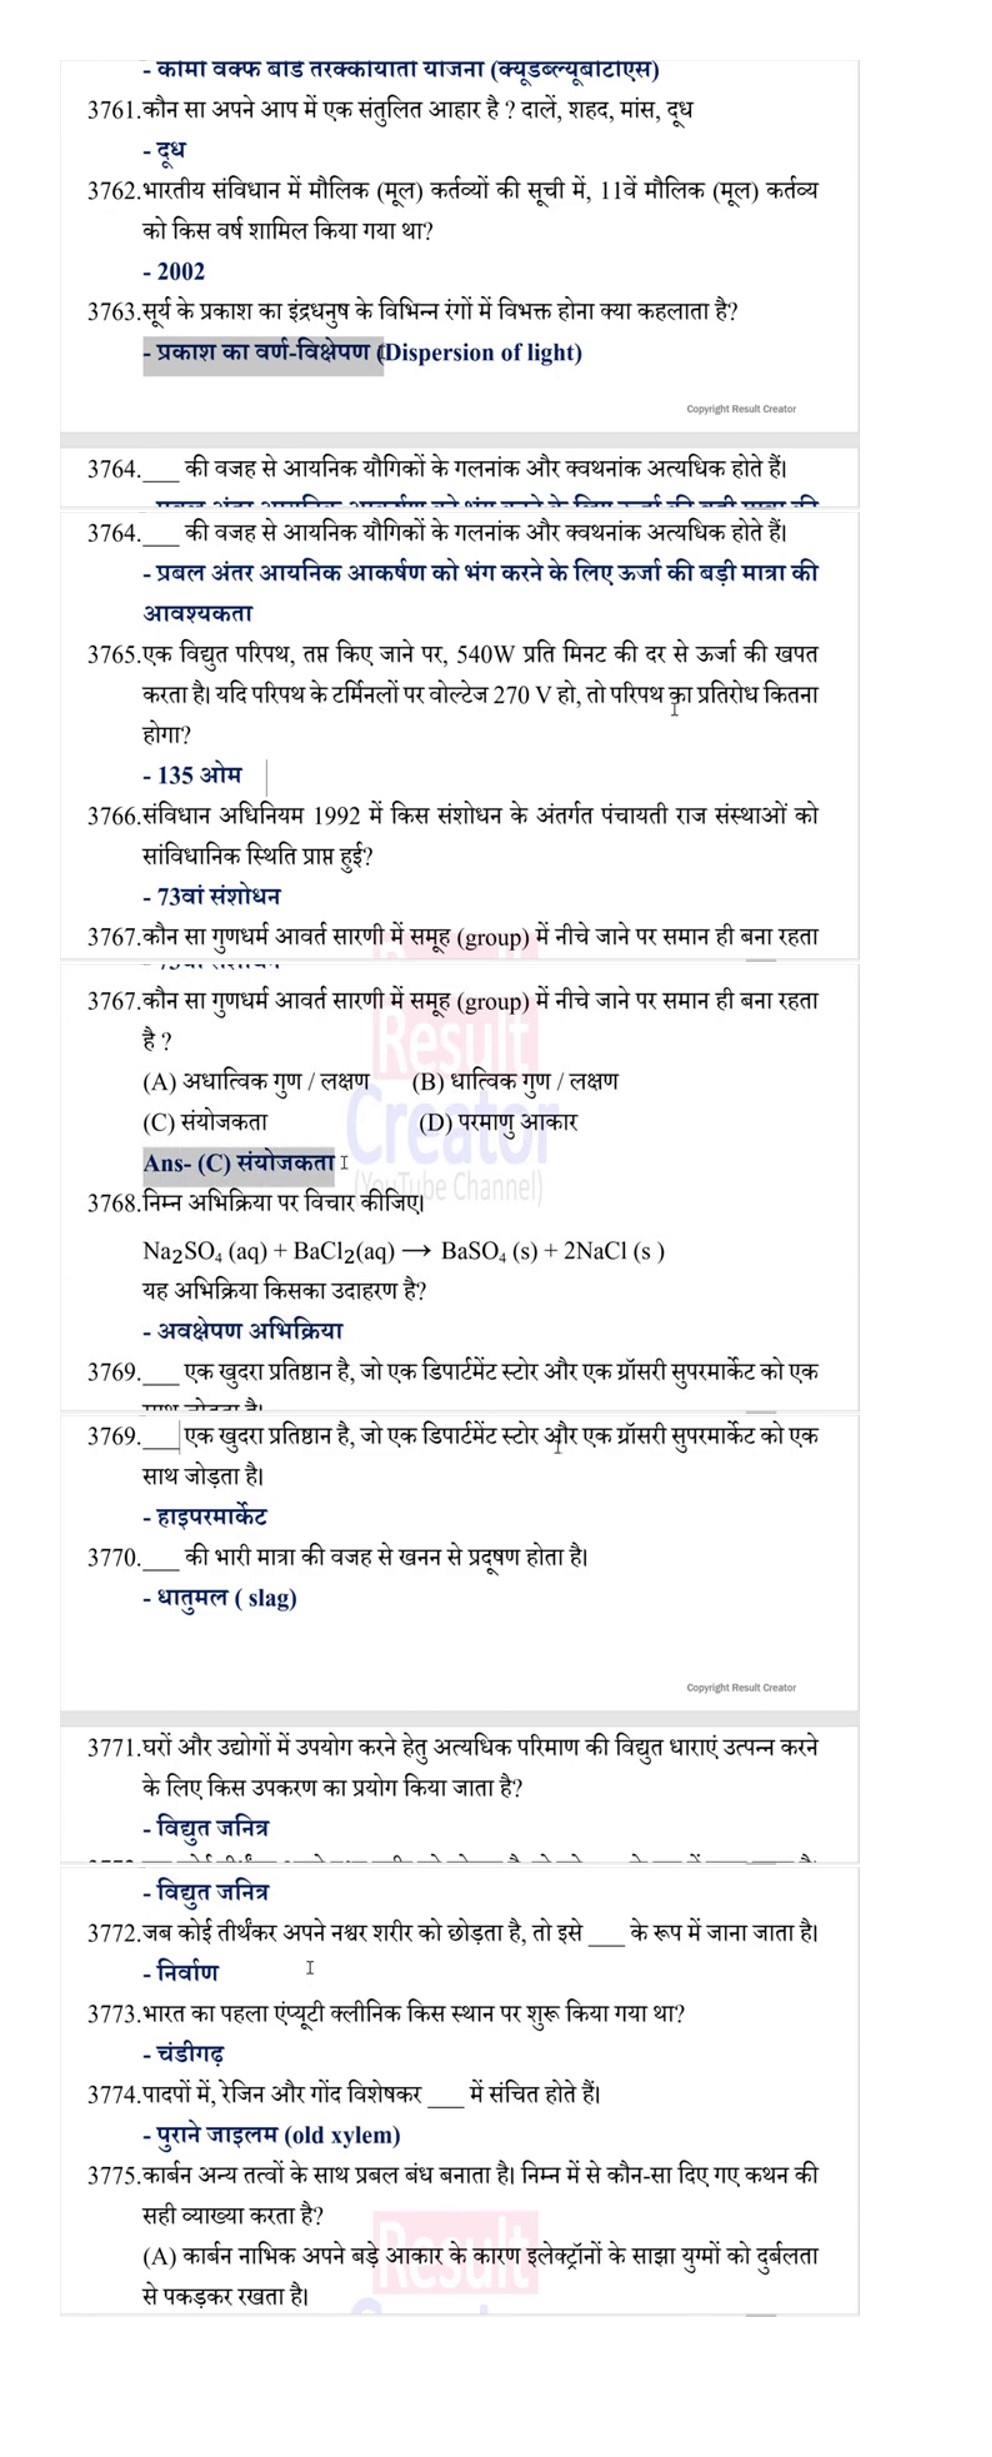 - कौमी वक्फ बोर्ड तरक्कीयाती योजना (क्यूडब्ल्यूबीटीएस)
3761.कौन सा अपने आप में एक संतुलित आहार है ? दालें, शहद, मांस, दूध
- दूध
3762.भारतीय संविधान में मौलिक (मूल) कर्तव्यों की सूची में, 11वें मौलिक (मूल) कर्तव्य
को किस वर्ष शामिल किया गया था?
- 2002
3763.सूर्य के प्रकाश का इंद्रधनुष के विभिन्न रंगों में विभक्त होना क्या कहलाता है?
- प्रकाश का वर्ण-विक्षेपण (Dispersion of light)
Copyright Result Creator
3764.___ की वजह से आयनिक यौगिकों के गलनांक और क्वथनांक अत्यधिक होते हैं।
3764.___ की वजह से आयनिक यौगिकों के गलनांक और क्वथनांक अत्यधिक होते हैं।
- प्रबल अंतर आयनिक आकर्षण को भंग करने के लिए ऊर्जा की बड़ी मात्रा की
आवश्यकता
3765.एक विद्युत परिपथ, तप्त किए जाने पर, 540W प्रति मिनट की दर से ऊर्जा की खपत
करता है। यदि परिपथ के टर्मिनलों पर वोल्टेज 270 V हो, तो परिपथ का प्रतिरोध कितना
होगा?
- 135 ओम
3766.संविधान अधिनियम 1992 में किस संशोधन के अंतर्गत पंचायती राज संस्थाओं को
सांविधानिक स्थिति प्राप्त हुई?
- 73वां संशोधन
3767.कौन सा गुणधर्म आवर्त सारणी में समूह (group) में नीचे जाने पर समान ही बना रहता
3767.कौन सा गुणधर्म आवर्त सारणी में समूह (group) में नीचे जाने पर समान ही बना रहता
है ?
(A) अधात्विक गुण / लक्षण (B) धात्विक गुण / लक्षण
(C) संयोजकता (D) परमाणु आकार
Ans- (C) संयोजकता
Result
Creator
(YouTube Channel)
3768.निम्न अभिक्रिया पर विचार कीजिए।
Na₂SO₄ (aq) + BaCl₂(aq) ⟶ BaSO₄ (s) + 2NaCl (s )
यह अभिक्रिया किसका उदाहरण है?
- अवक्षेपण अभिक्रिया
3769.___ एक खुदरा प्रतिष्ठान है, जो एक डिपार्टमेंट स्टोर और एक ग्रॉसरी सुपरमार्केट को एक
3769.___ एक खुदरा प्रतिष्ठान है, जो एक डिपार्टमेंट स्टोर और एक ग्रॉसरी सुपरमार्केट को एक
साथ जोड़ता है।
- हाइपरमार्केट
3770.___ की भारी मात्रा की वजह से खनन से प्रदूषण होता है।
- धातुमल ( slag)
Copyright Result Creator
3771.घरों और उद्योगों में उपयोग करने हेतु अत्यधिक परिमाण की विद्युत धाराएं उत्पन्न करने
के लिए किस उपकरण का प्रयोग किया जाता है?
- विद्युत जनित्र
- विद्युत जनित्र
3772.जब कोई तीर्थंकर अपने नश्वर शरीर को छोड़ता है, तो इसे ___ के रूप में जाना जाता है।
- निर्वाण
3773.भारत का पहला एंप्यूटी क्लीनिक किस स्थान पर शुरू किया गया था?
- चंडीगढ़
3774.पादपों में, रेजिन और गोंद विशेषकर ___ में संचित होते हैं।
- पुराने जाइलम (old xylem)
3775.कार्बन अन्य तत्वों के साथ प्रबल बंध बनाता है। निम्न में से कौन-सा दिए गए कथन की
सही व्याख्या करता है?
(A) कार्बन नाभिक अपने बड़े आकार के कारण इलेक्ट्रॉनों के साझा युग्मों को दुर्बलता
से पकड़कर रखता है।
Result